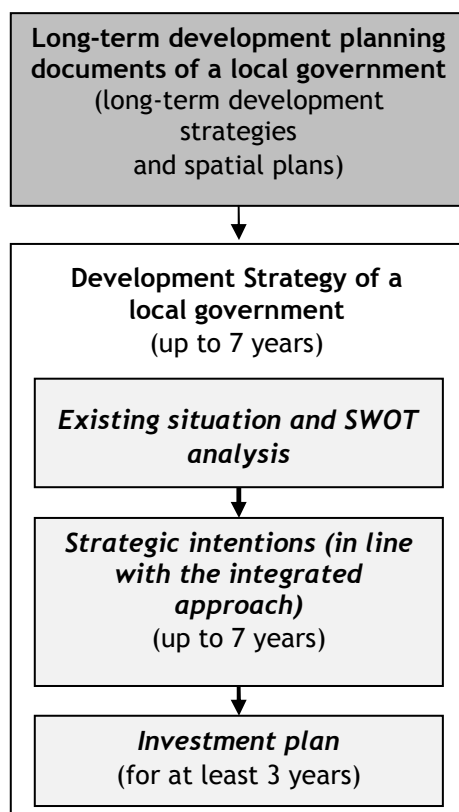 Long-term development planning
documents of a local government
(long-term development
strategies
and spatial plans)
Development Strategy of a
local government
(up to 7 years)
Existing situation and SWOT
analysis
Strategic intentions (in line
with the integrated
approach)
(up to 7 years)
Investment plan
(for at least 3 years)